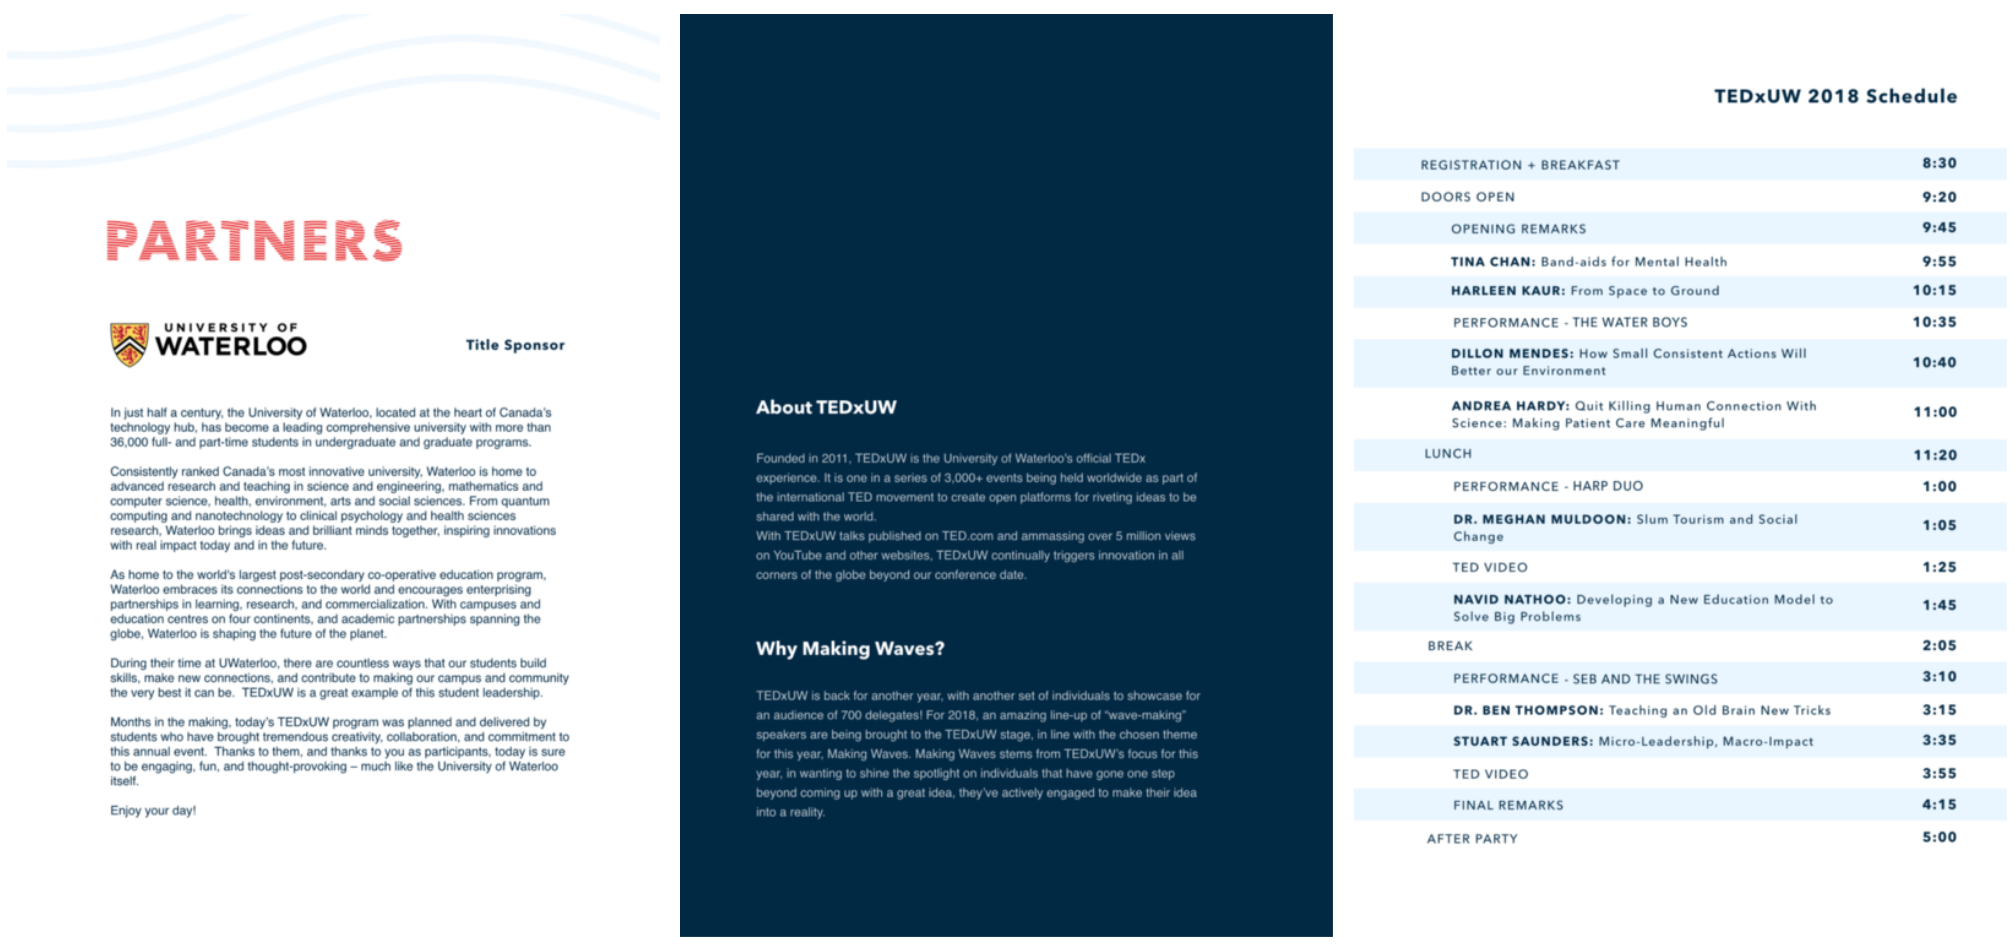 PARTNERS
UNIVERSITY OF
WATERLOO
Title Sponsor
In just half a century, the University of Waterloo, located at the heart of Canada's
technology hub, has become a leading comprehensive university with more than
36,000 full- and part-time students in undergraduate and graduate programs.
Consistently ranked Canada's most innovative university, Waterloo is home to
advanced research and teaching in science and engineering, mathematics and
computer science, health, environment, arts and social sciences. From quantum
computing and nanotechnology to clinical psychology and health sciences
research, Waterloo brings ideas and brilliant minds together, inspiring innovations
with real impact today and in the future.
As home to the world's largest post-secondary co-operative education program,
Waterloo embraces its connections to the world and encourages enterprising
partnerships in learning, research, and commercialization. With campuses and
education centres on four continents, and academic partnerships spanning the
globe, Waterloo is shaping the future of the planet.
During their time at UWaterloo, there are countless ways that our students build
skills, make new connections, and contribute to making our campus and community
the very best it can be. TEDxUW is a great example of this student leadership.
Months in the making, today's TEDxUW program was planned and delivered by
students who have brought tremendous creativity, collaboration, and commitment to
this annual event. Thanks to them, and thanks to you as participants, today is sure
to be engaging, fun, and thought-provoking – much like the University of Waterloo
itself.
Enjoy your day!
About TEDxUW
Founded in 2011, TEDxUW is the University of Waterloo's official TEDx
experience. It is one in a series of 3,000+ events being held worldwide as part of
the international TED movement to create open platforms for riveting ideas to be
shared with the world.
With TEDxUW talks published on TED.com and ammassing over 5 million views
on YouTube and other websites, TEDxUW continually triggers innovation in all
corners of the globe beyond our conference date.
Why Making Waves?
TEDxUW is back for another year, with another set of individuals to showcase for
an audience of 700 delegates! For 2018, an amazing line-up of "wave-making"
speakers are being brought to the TEDxUW stage, in line with the chosen theme
for this year, Making Waves. Making Waves stems from TEDxUW's focus for this
year, in wanting to shine the spotlight on individuals that have gone one step
beyond coming up with a great idea, they've actively engaged to make their idea
into a reality.
TEDxUW 2018 Schedule
REGISTRATION + BREAKFAST 8:30
DOORS OPEN 9:20
OPENING REMARKS 9:45
TINA CHAN: Band-aids for Mental Health 9:55
HARLEEN KAUR: From Space to Ground 10:15
PERFORMANCE - THE WATER BOYS 10:35
DILLON MENDES: How Small Consistent Actions Will
Better our Environment 10:40
ANDREA HARDY: Quit Killing Human Connection With
Science: Making Patient Care Meaningful 11:00
LUNCH 11:20
PERFORMANCE - HARP DUO 1:00
DR. MEGHAN MULDOON: Slum Tourism and Social
Change 1:05
TED VIDEO 1:25
NAVID NATHOO: Developing a New Education Model to
Solve Big Problems 1:45
BREAK 2:05
PERFORMANCE - SEB AND THE SWINGS 3:10
DR. BEN THOMPSON: Teaching an Old Brain New Tricks 3:15
STUART SAUNDERS: Micro-Leadership, Macro-Impact 3:35
TED VIDEO 3:55
FINAL REMARKS 4:15
AFTER PARTY 5:00